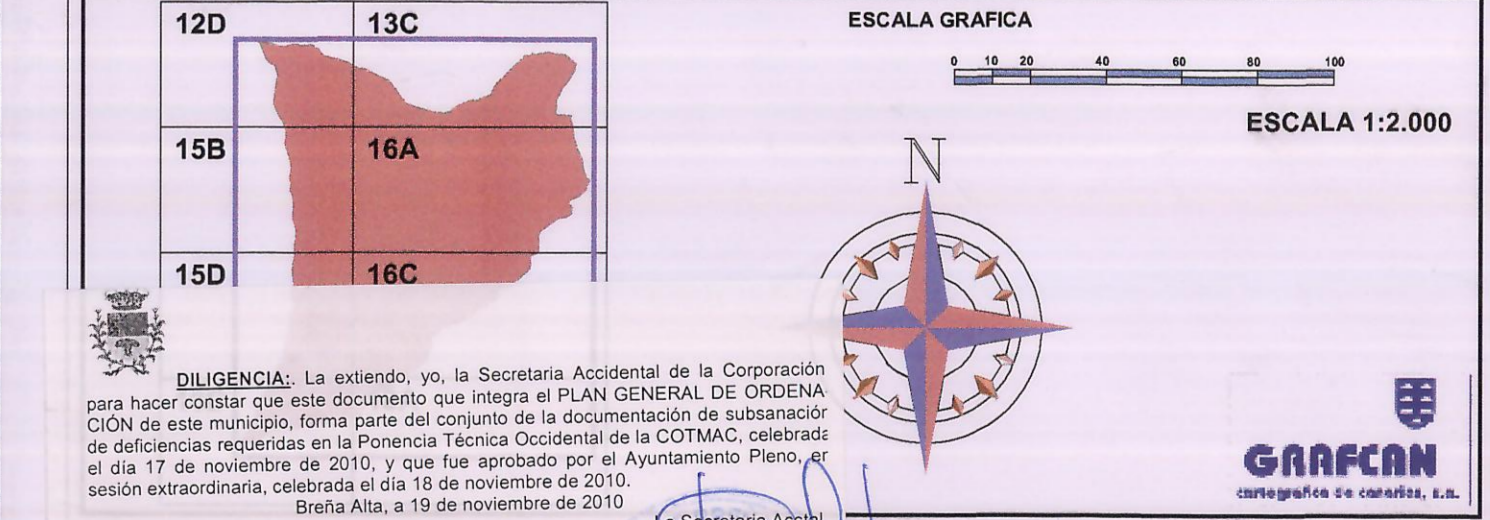 12D 13C
ESCALA GRAFICA
0 10 20 40 60 80 100
ESCALA 1:2.000
15B 16A
N
15D 16C
DILIGENCIA:. La extiendo, yo, la Secretaria Accidental de la Corporación
para hacer constar que este documento que integra el PLAN GENERAL DE ORDENA
CIÓN de este municipio, forma parte del conjunto de la documentación de subsanación
de deficiencias requeridas en la Ponencia Técnica Occidental de la COTMAC, celebrada
el día 17 de noviembre de 2010, y que fue aprobado por el Ayuntamiento Pleno, en
sesión extraordinaria, celebrada el día 18 de noviembre de 2010.
Breña Alta, a 19 de noviembre de 2010
La Secretaria Acctal
GRAFCAN
cartográfica de canarias, s.a.